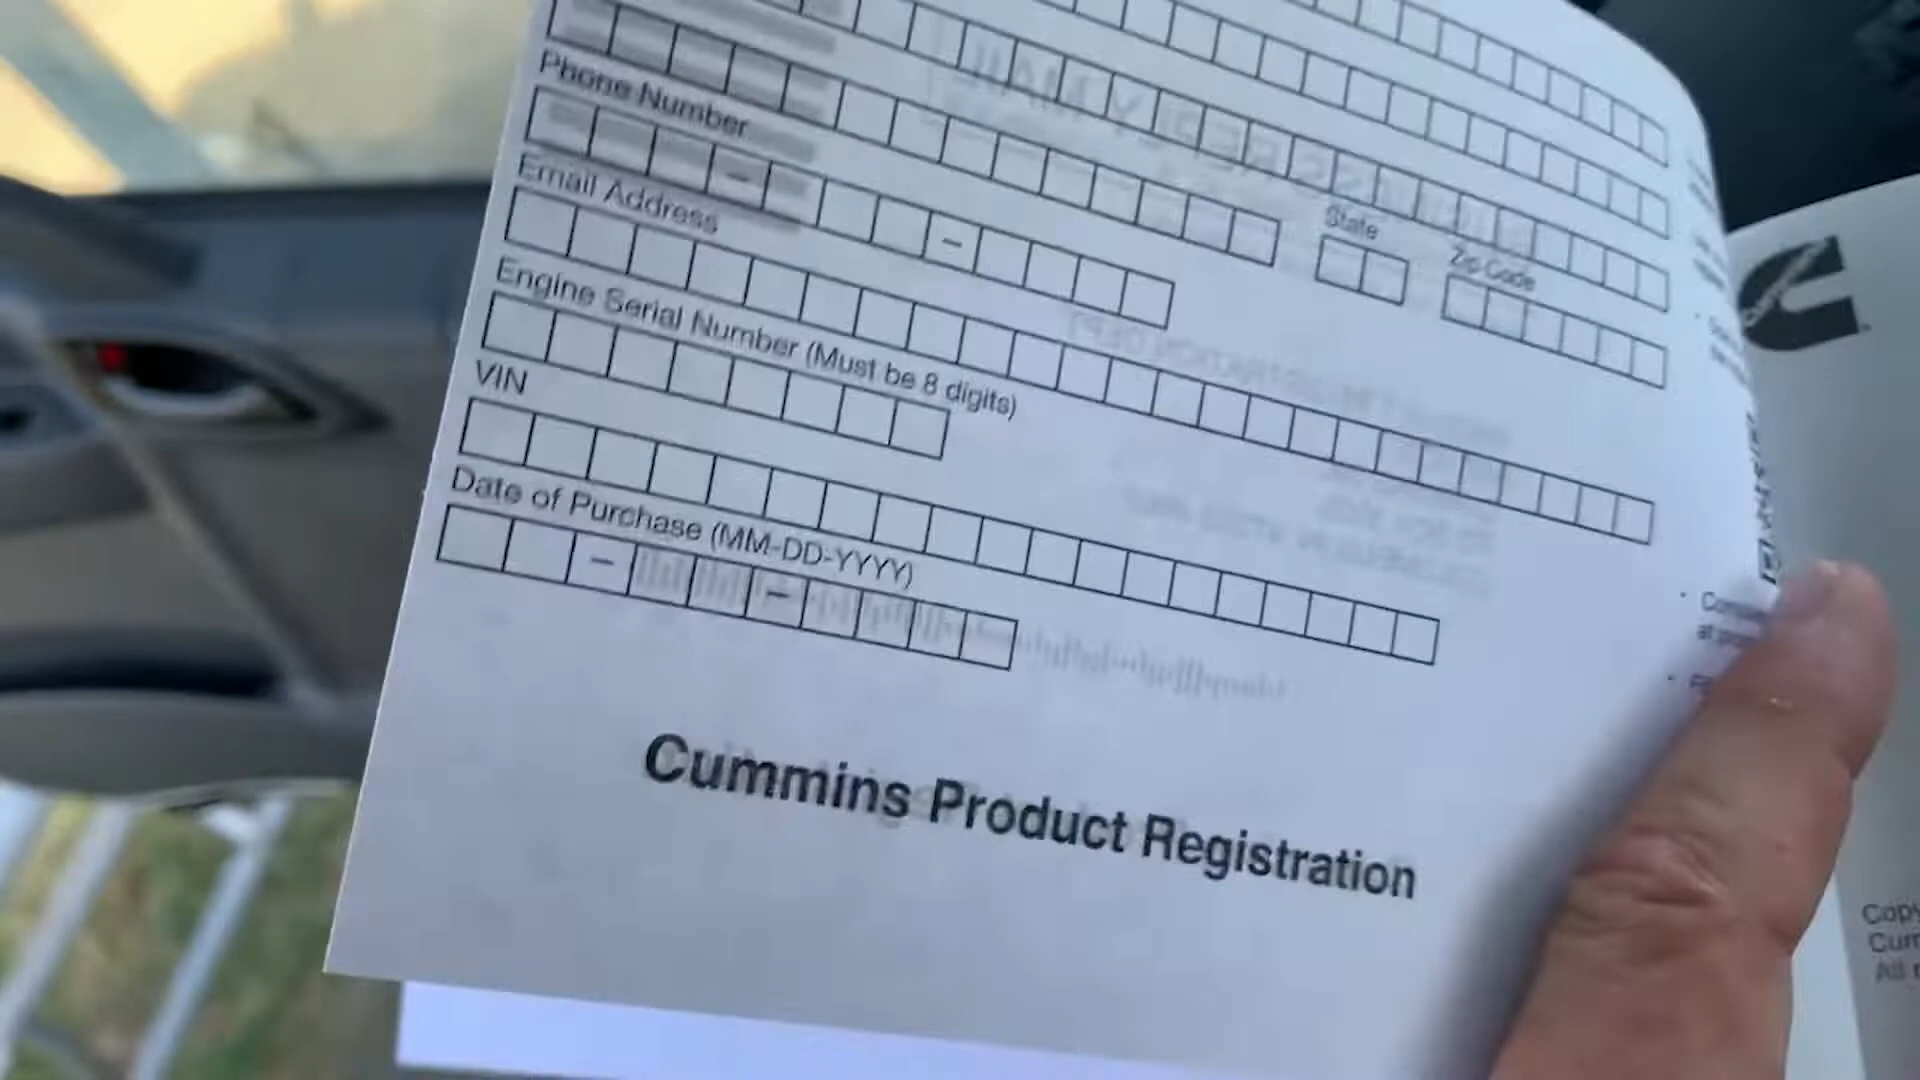 Phone Number
State
Zip Code
Email Address
Engine Serial Number (Must be 8 digits)
VIN
Date of Purchase (MM-DD-YYYY)
Cummins Product Registration